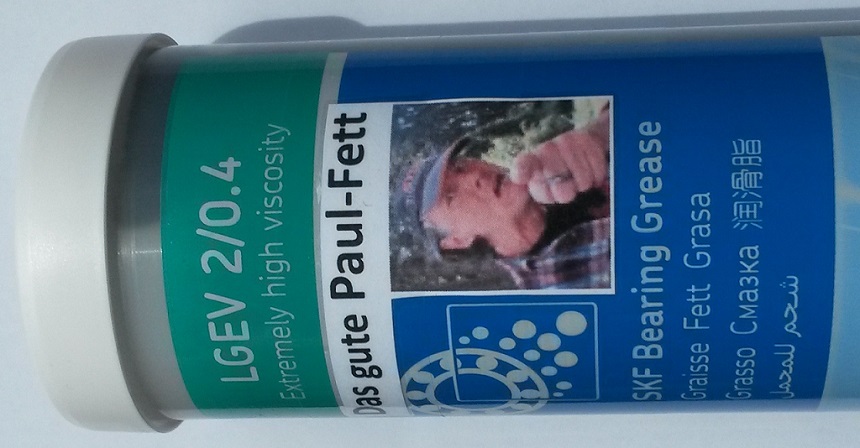 LGEV 2/0.4
Extremely high viscosity
Das gute Paul-Fett
SKF Bearing Grease
Graisse Fett Grasa
Grasso Смазка 润滑脂
شحم للمحمل